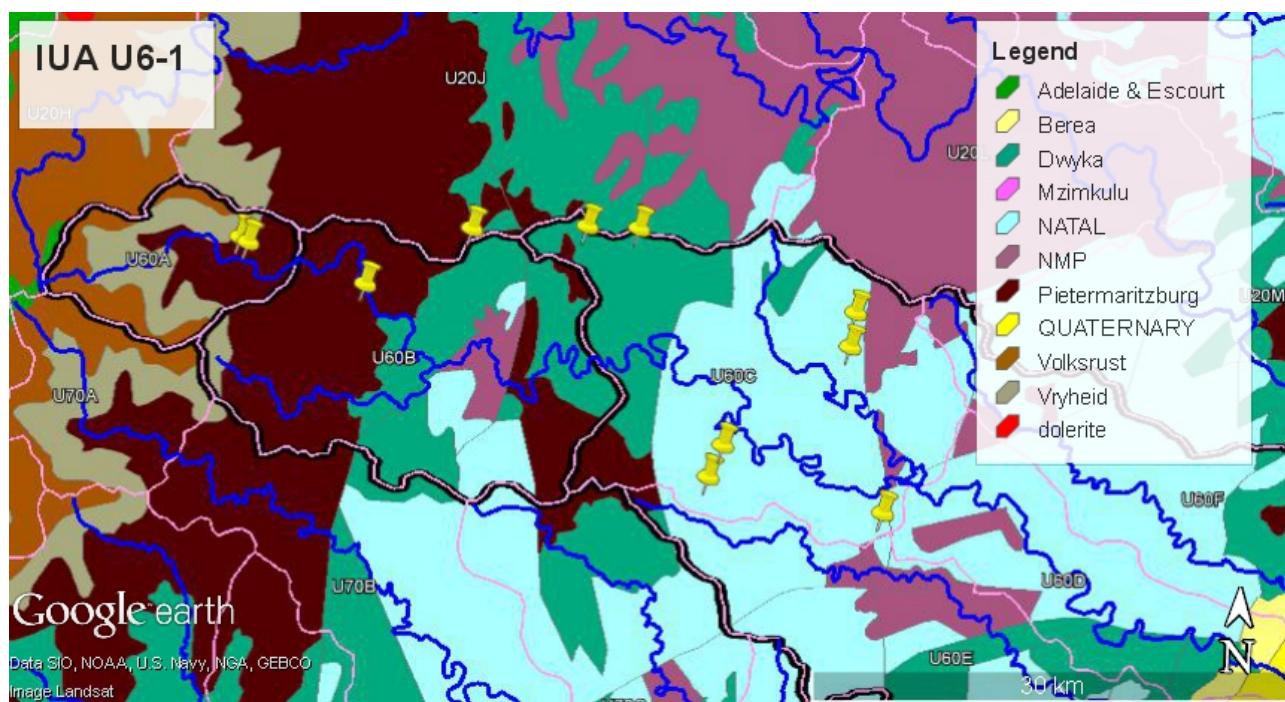 IUA U6-1
U20J
U20H
U20L
Legend
Adelaide & Escourt
Berea
Dwyka
Mzimkulu
NATAL
NMP
Pietermaritzburg
QUATERNARY
Volksrust
Vryheid
dolerite
U60A
U20M
U60B
U60C
U70A
U60F
U70B
U60D
U60E
Google earth
Data SIO, NOAA, U.S. Navy, NGA, GEBCO
Image Landsat
30 km
N